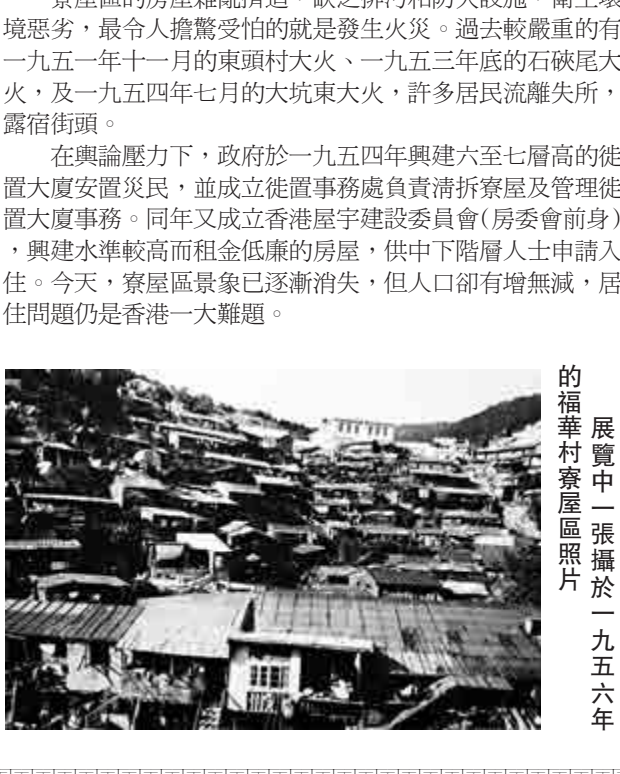 寮屋區的房屋雜亂擠迫，缺乏排污和防火設施，衛生環
境惡劣，最令人擔驚受怕的就是發生火災。過去較嚴重的有
一九五一年十一月的東頭村大火、一九五三年底的石硤尾大
火，及一九五四年七月的大坑東大火，許多居民流離失所，
露宿街頭。
在輿論壓力下，政府於一九五四年興建六至七層高的徙
置大廈安置災民，並成立徙置事務處負責清拆寮屋及管理徙
置大廈事務。同年又成立香港屋宇建設委員會(房委會前身)
，興建水準較高而租金低廉的房屋，供中下階層人士申請入
住。今天，寮屋區景象已逐漸消失，但人口卻有增無減，居
住問題仍是香港一大難題。
展覽中一張攝於一九五六年
的福華村寮屋區照片